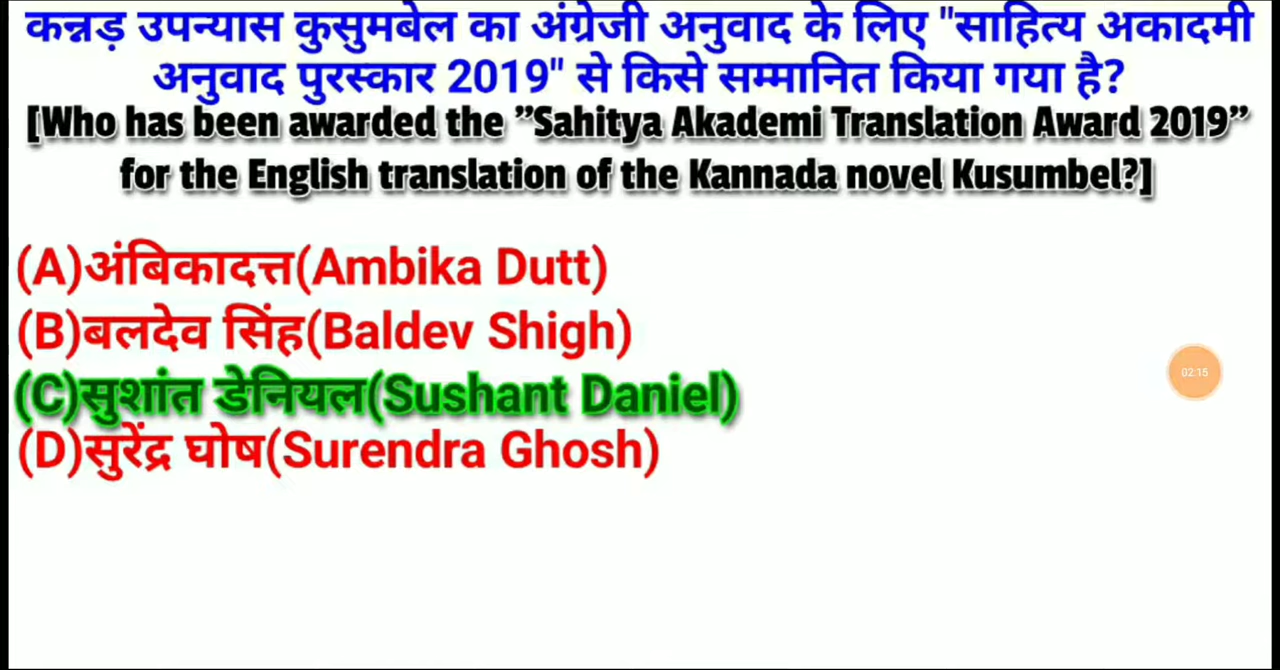 कन्नड़ उपन्यास कुसुमबेल का अंग्रेजी अनुवाद के लिए "साहित्य अकादमी
अनुवाद पुरस्कार 2019" से किसे सम्मानित किया गया है?
[Who has been awarded the ”Sahitya Akademi Translation Award 2019”
for the English translation of the Kannada novel Kusumbel?]
(A)अंबिकादत्त(Ambika Dutt)
(B)बलदेव सिंह(Baldev Shigh)
(C)सुशांत डेनियल(Sushant Daniel)
02:15
(D)सुरेंद्र घोष(Surendra Ghosh)